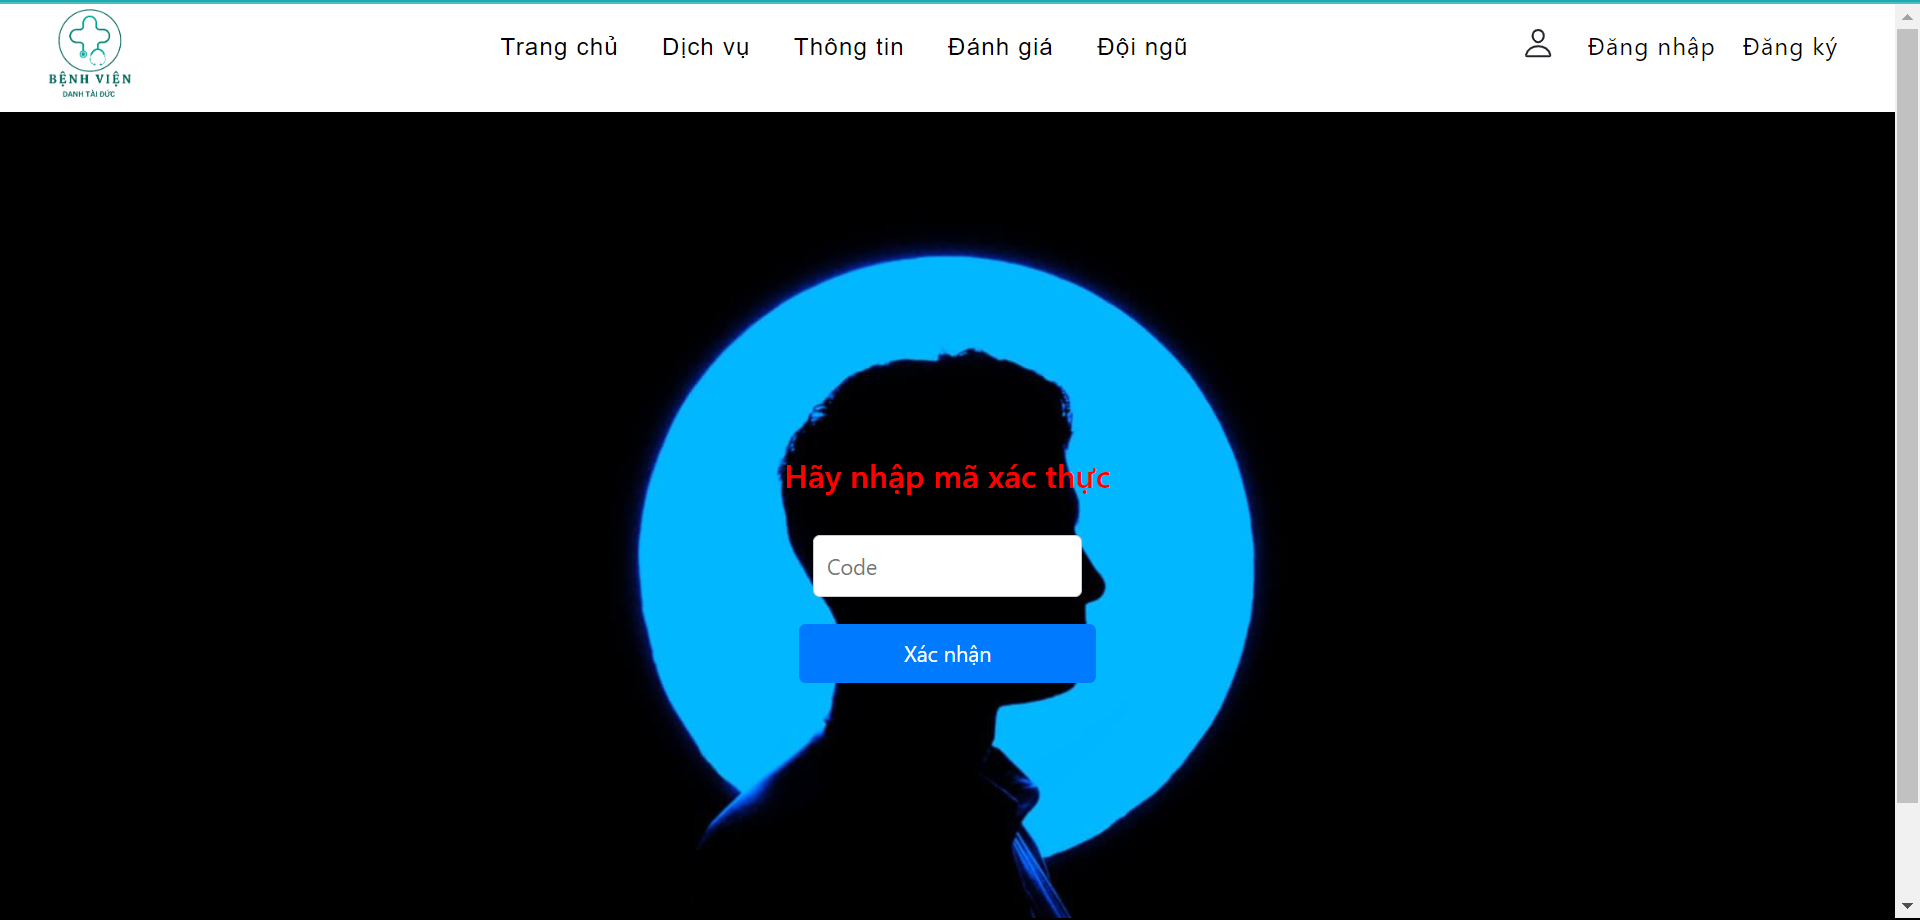 BỆNH VIỆN
DANH TÀI ĐỨC
Trang chủ
Dịch vụ
Thông tin
Đánh giá
Đội ngũ
Đăng nhập
Đăng ký
Hãy nhập mã xác thực
Code
Xác nhận